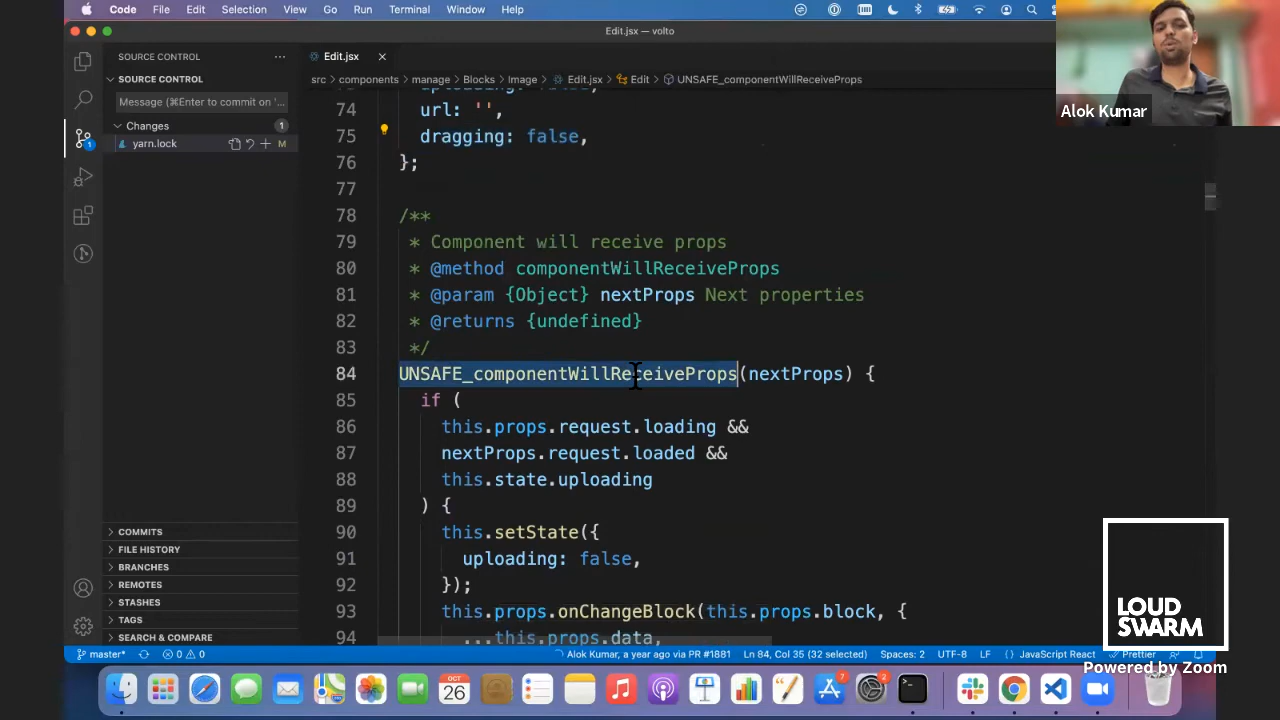 Code File Edit Selection View Go Run Terminal Window Help
Edit.jsx — volto
SOURCE CONTROL
Edit.jsx
SOURCE CONTROL
src components manage Blocks Image Edit.jsx Edit UNSAFE_componentWillReceiveProps
Message (⌘Enter to commit on '...
Changes 1
yarn.lock M
1
74 url: '',
75 dragging: false,
76 };
77
78 /**
79 * Component will receive props
80 * @method componentWillReceiveProps
81 * @param {Object} nextProps Next properties
82 * @returns {undefined}
83 */
84 UNSAFE_componentWillReceiveProps(nextProps) {
85 if (
86 this.props.request.loading &&
87 nextProps.request.loaded &&
88 this.state.uploading
89 ) {
90 this.setState({
91 uploading: false,
92 });
93 this.props.onChangeBlock(this.props.block, {
94 ...this.props.data,
COMMITS
FILE HISTORY
BRANCHES
REMOTES
STASHES
TAGS
SEARCH & COMPARE
master* 0 0 Alok Kumar, a year ago via PR #1881 Ln 84, Col 35 (32 selected) Spaces: 2 UTF-8 LF JavaScript React Prettier
OCT
26
7
2
Alok Kumar
LOUD
SWARM
Powered by Zoom